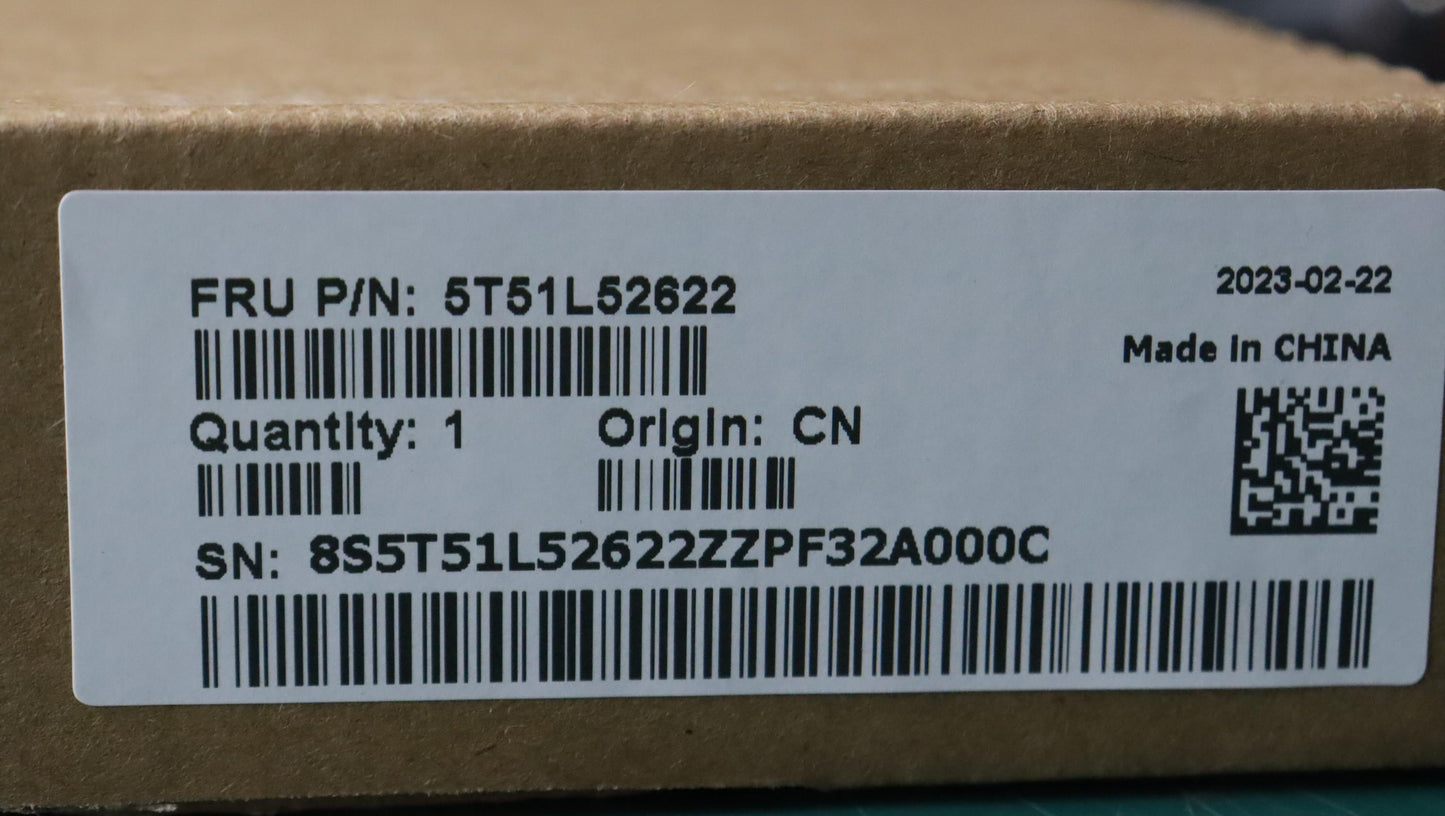 FRU P/N: 5T51L52622
2023-02-22
Made in CHINA
Quantity: 1 Origin: CN
SN: 8S5T51L52622ZZPF32A000C